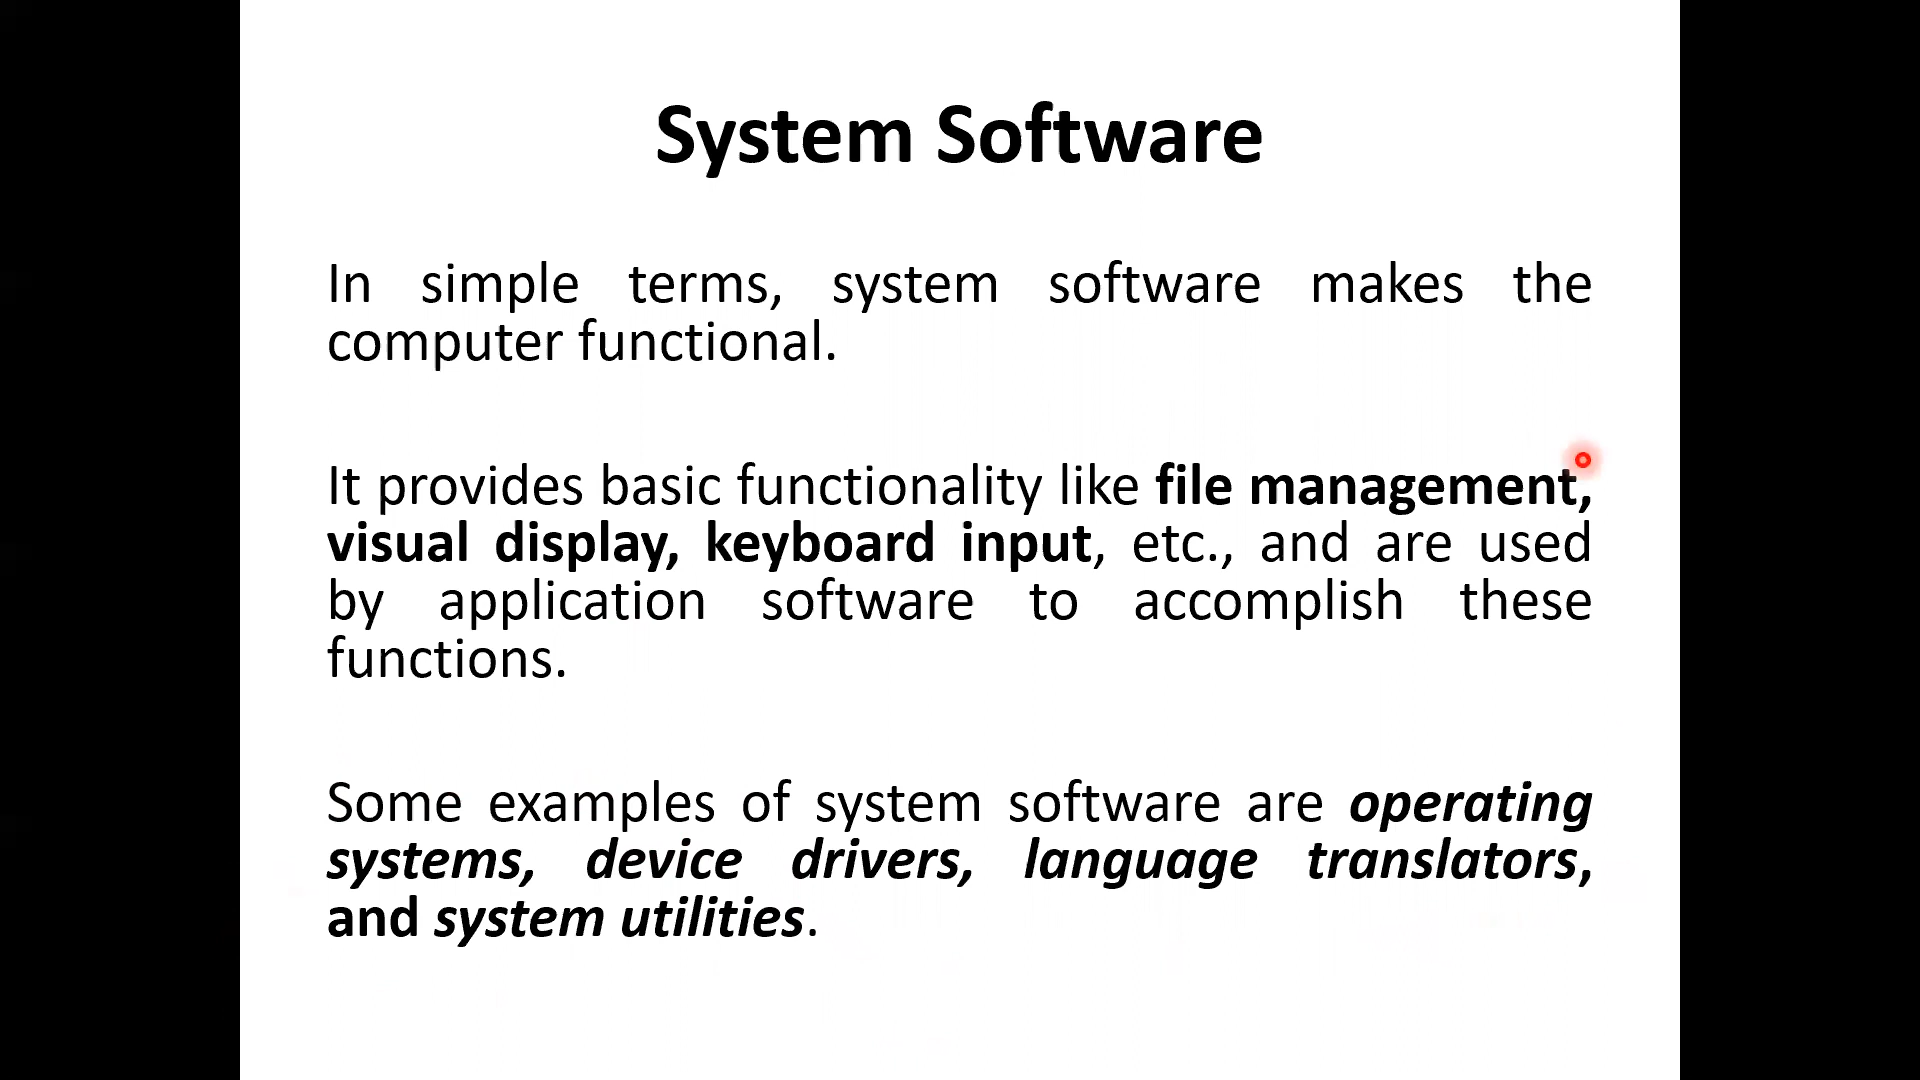 System Software
In simple terms, system software makes the
computer functional.
It provides basic functionality like file management,
visual display, keyboard input, etc., and are used
by application software to accomplish these
functions.
Some examples of system software are operating
systems, device drivers, language translators,
and system utilities.